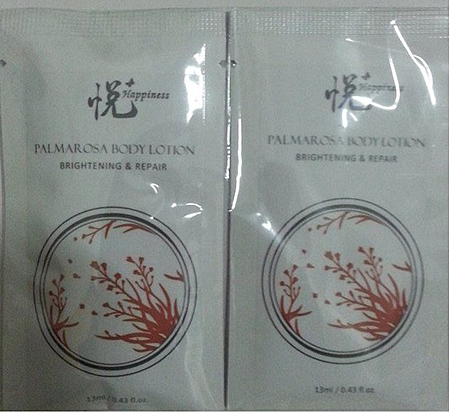 悦+
Happiness
PALMAROSA BODY LOTION
BRIGHTENING & REPAIR
13ml / 0.43 fl.oz.
悦+
Happiness
PALMAROSA BODY LOTION
BRIGHTENING & REPAIR
13ml / 0.43 fl.oz.